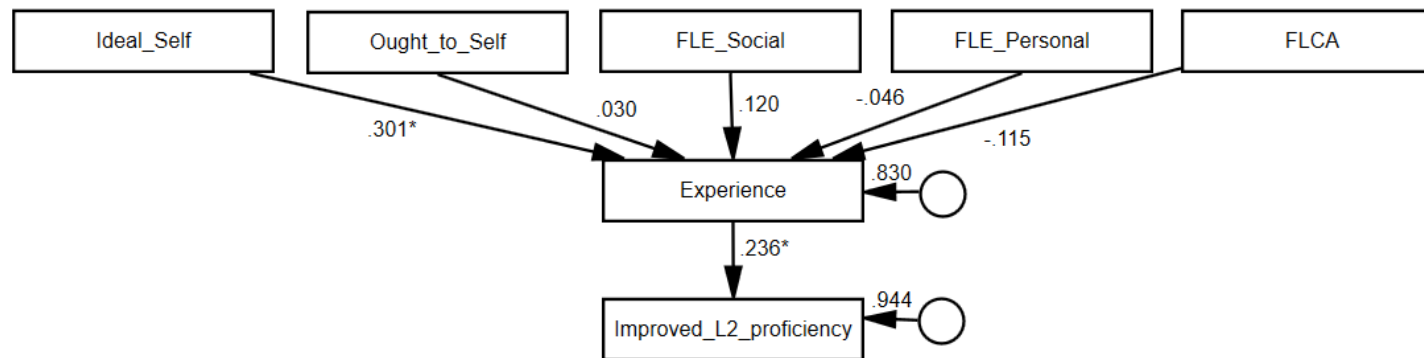 Ideal_Self
Ought_to_Self
FLE_Social
FLE_Personal
FLCA
.301*
.030
.120
-.046
-.115
Experience
.830
.236*
Improved_L2_proficiency
.944